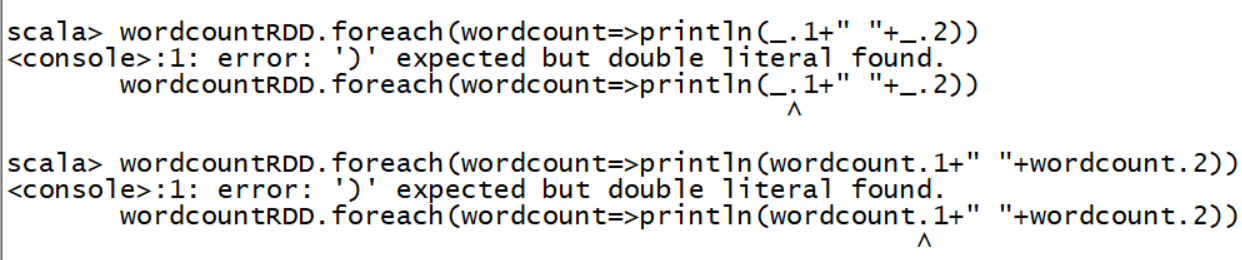 scala> wordcountRDD.foreach(wordcount=>println(_.1+" "+_.2))
<console>:1: error: ')' expected but double literal found.
       wordcountRDD.foreach(wordcount=>println(_.1+" "+_.2))
                                                ^
scala> wordcountRDD.foreach(wordcount=>println(wordcount.1+" "+wordcount.2))
<console>:1: error: ')' expected but double literal found.
       wordcountRDD.foreach(wordcount=>println(wordcount.1+" "+wordcount.2))
                                                        ^